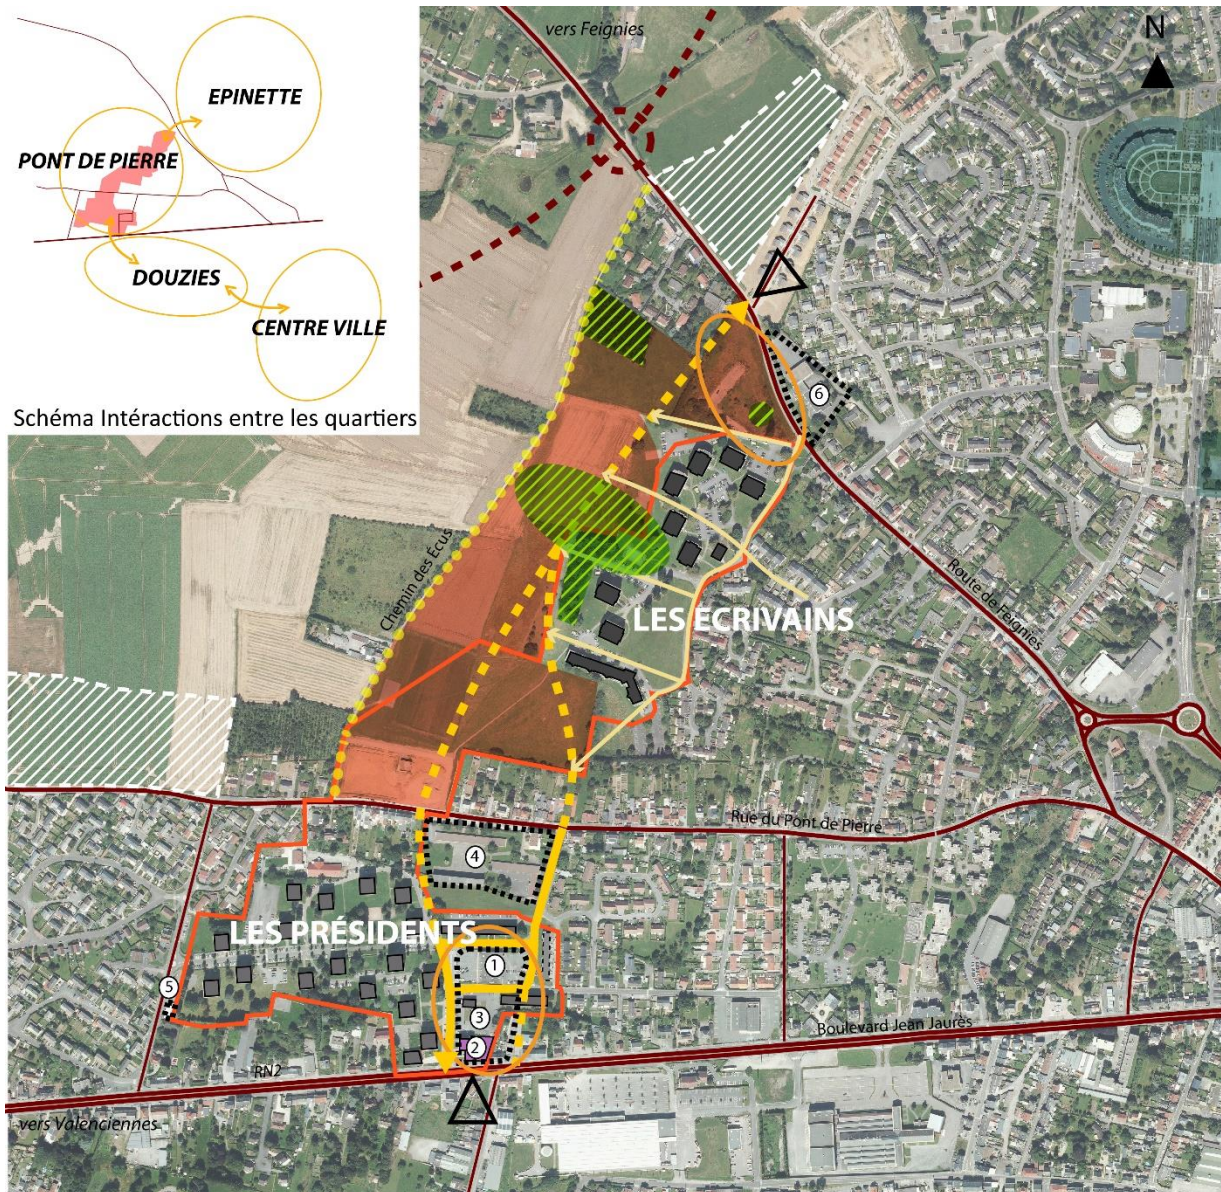 EPINETTE
PONT DE PIERRE
DOUZIES
CENTRE VILLE
Schéma Intéractions entre les quartiers
vers Feignies
N
6
Chemin des Écus
LES ECRIVAINS
Route de Feignies
Rue du Pont de Pierre
4
LES PRÉSIDENTS
1
5
3
2
Boulevard Jean Jaurès
RN2
vers Valenciennes